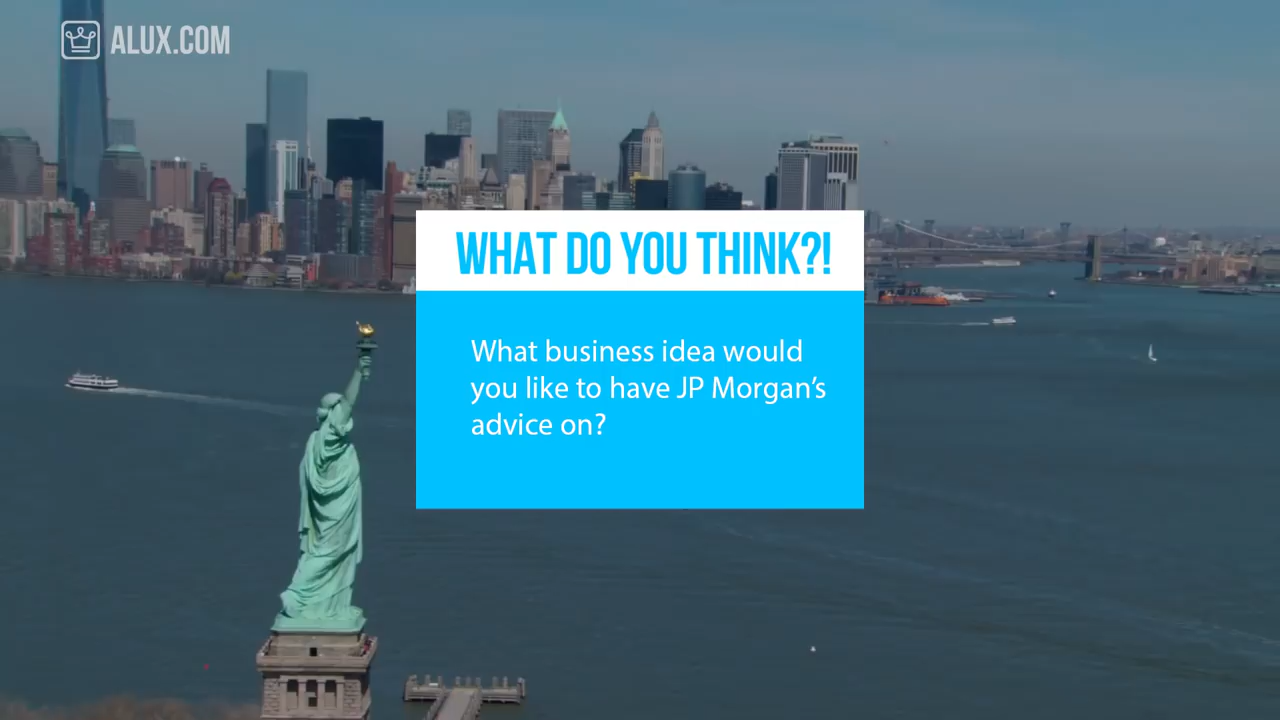 ALUX.COM
WHAT DO YOU THINK?!
What business idea would
you like to have JP Morgan’s
advice on?